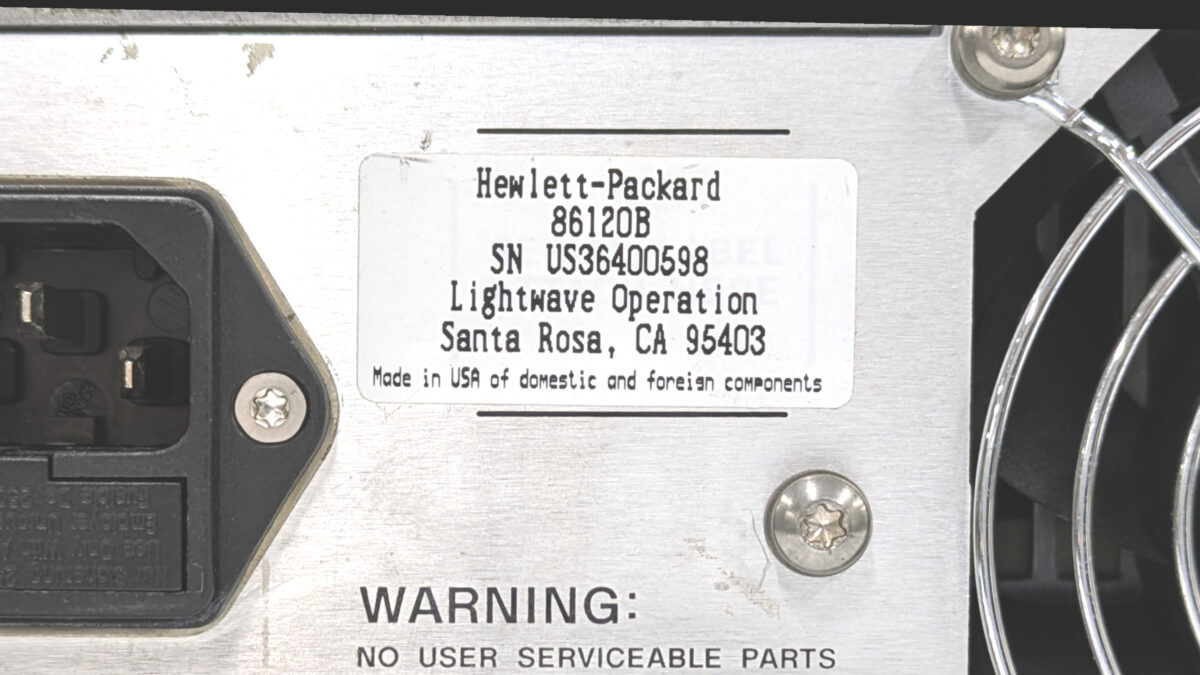 Hewlett-Packard
86120B
SN US36400598
Lightwave Operation
Santa Rosa, CA 95403
Made in USA of domestic and foreign components
WARNING:
NO USER SERVICEABLE PARTS